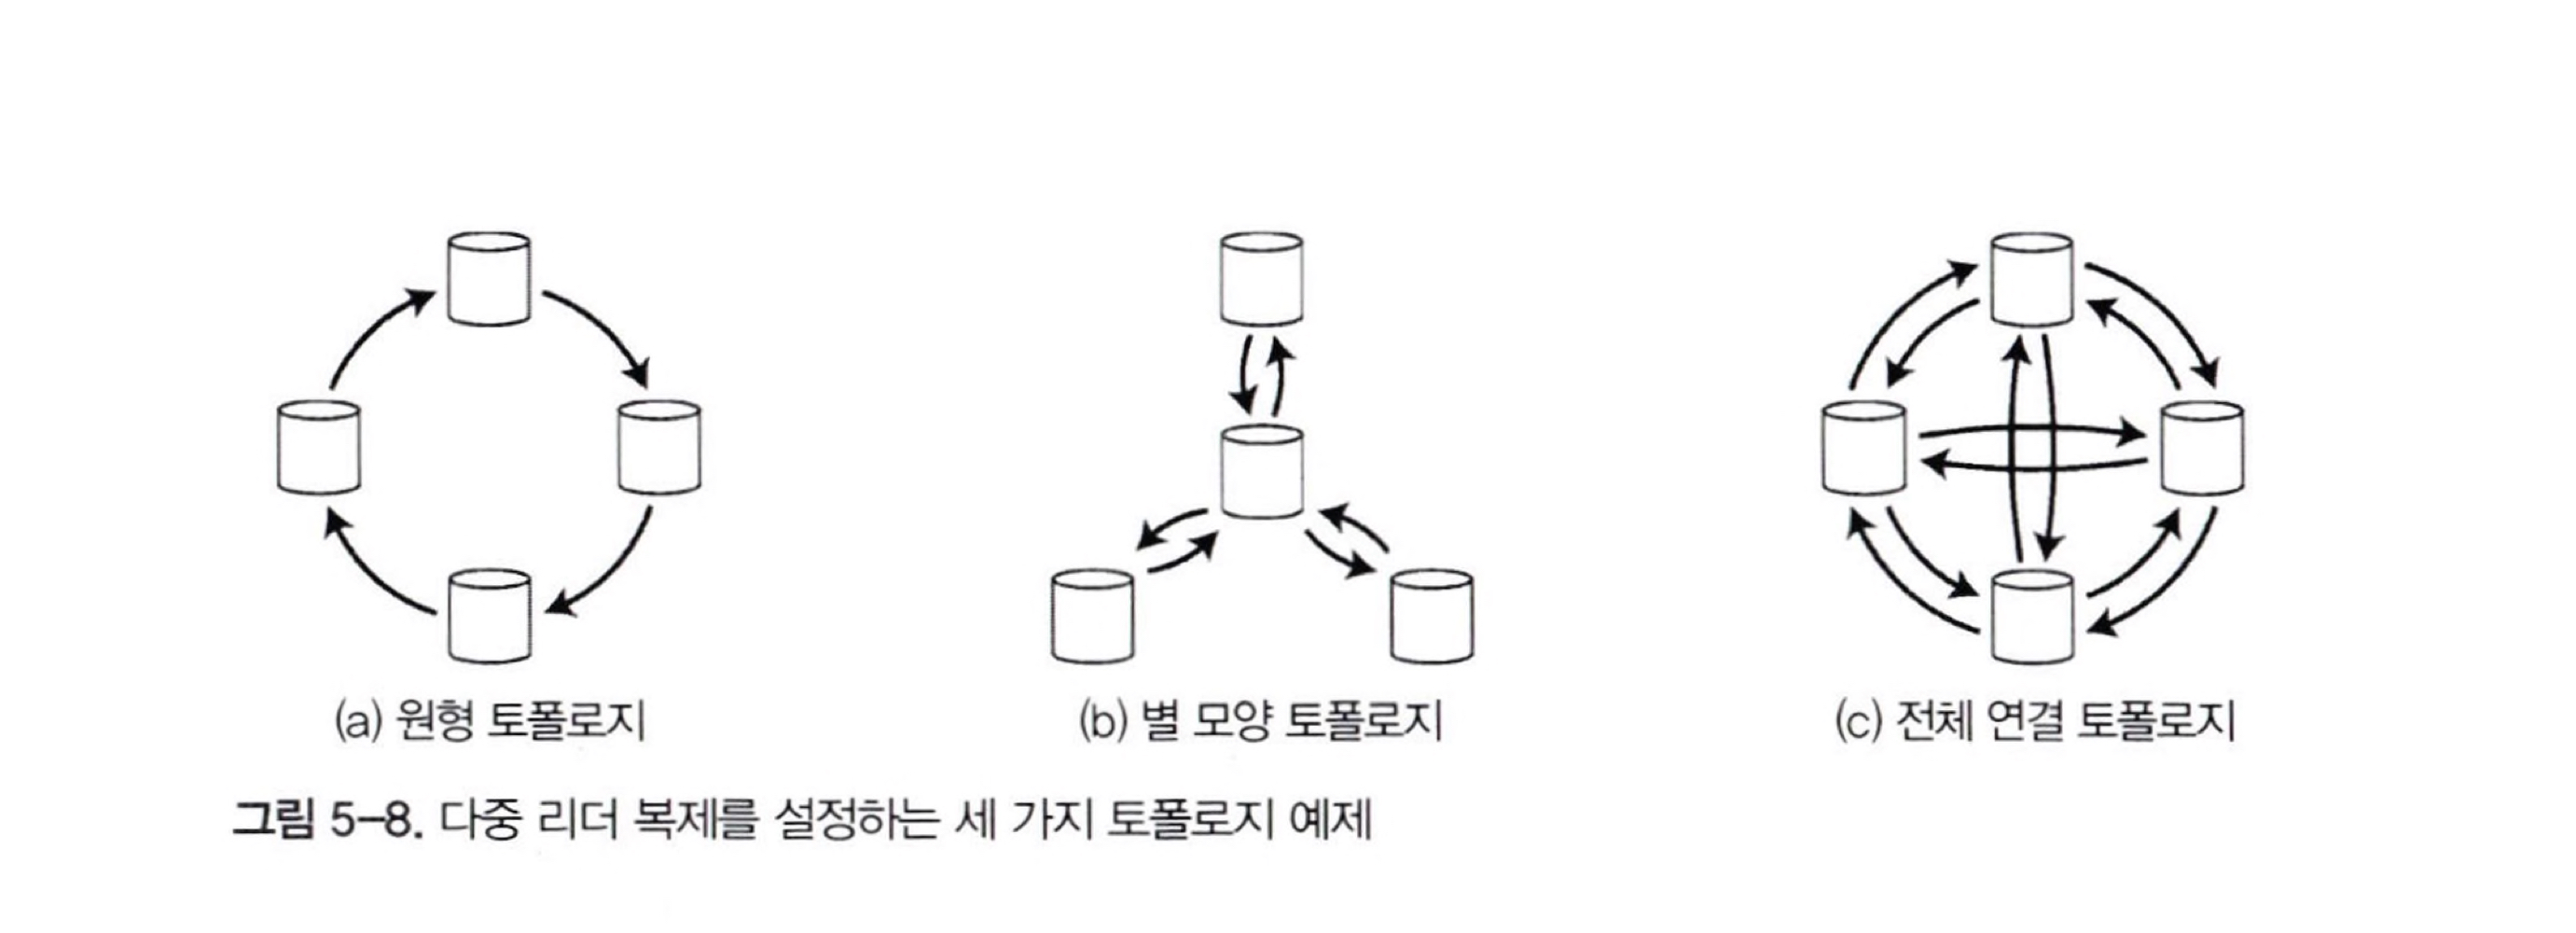 (a) 원형 토폴로지
(b) 별 모양 토폴로지
(c) 전체 연결 토폴로지
그림 5-8. 다중 리더 복제를 설정하는 세 가지 토폴로지 예제